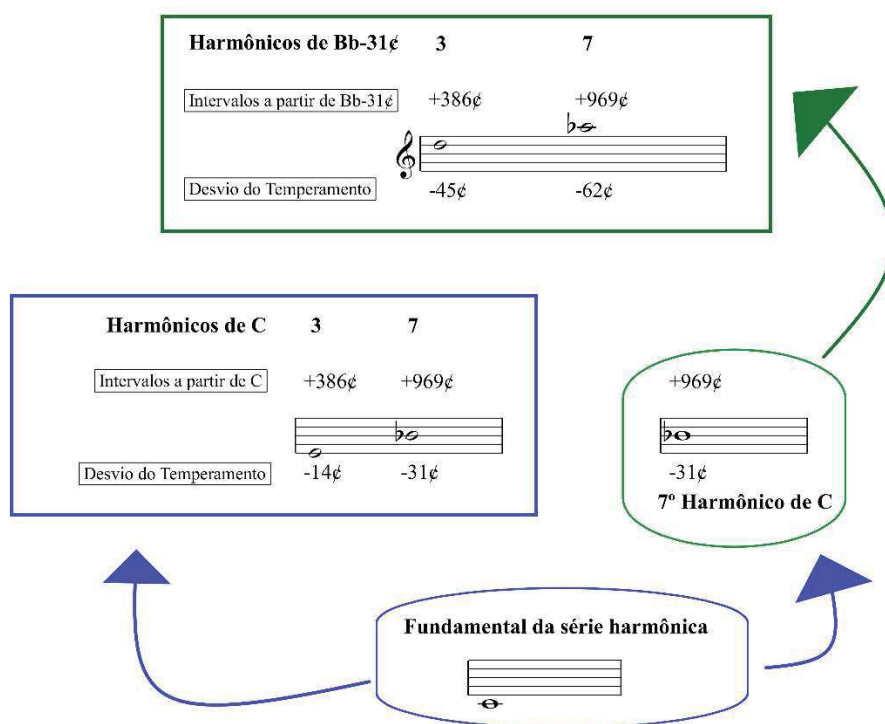 Harmônicos de Bb-31¢ 3 7
Intervalos a partir de Bb-31¢ +386¢ +969¢
Desvio do Temperamento -45¢ -62¢
Harmônicos de C 3 7
Intervalos a partir de C +386¢ +969¢
Desvio do Temperamento -14¢ -31¢
+969¢
-31¢
7º Harmônico de C
Fundamental da série harmônica